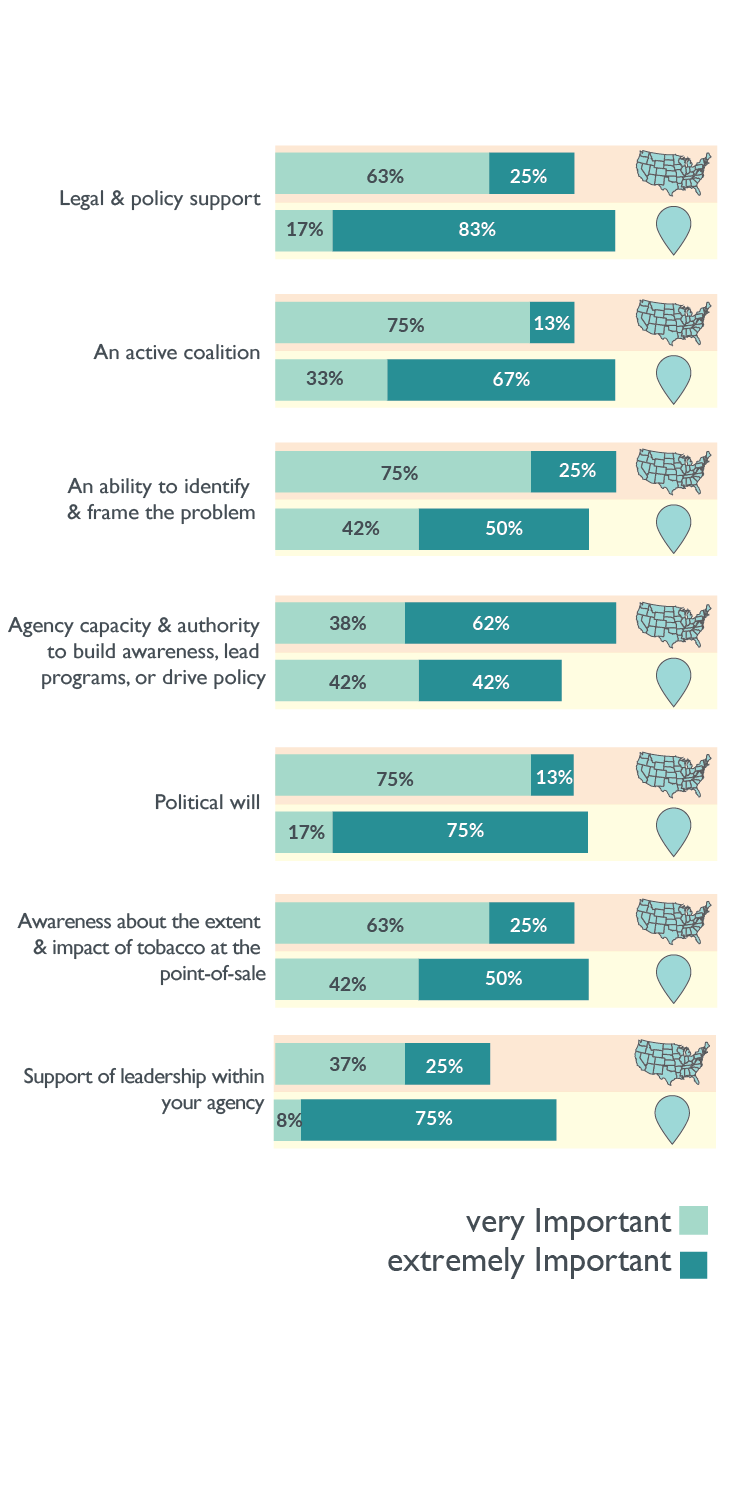 63% 25%
Legal & policy support
17% 83%
75% 13%
An active coalition
33% 67%
75% 25%
An ability to identify
& frame the problem
42% 50%
38% 62%
Agency capacity & authority
to build awareness, lead
programs, or drive policy
42% 42%
75% 13%
Political will
17% 75%
63% 25%
Awareness about the extent
& impact of tobacco at the
point-of-sale
42% 50%
37% 25%
Support of leadership within
your agency
8% 75%
very Important
extremely Important